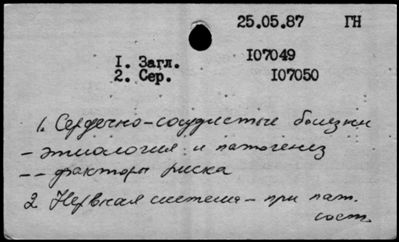 25.05.87 ГН
1. Загл. 107049
2. Сер. 107050
1. Сердечно-сосудистые болезни
- этиология и патогенез
-- факторы риска
2. Нервная система - при пат.
сост.